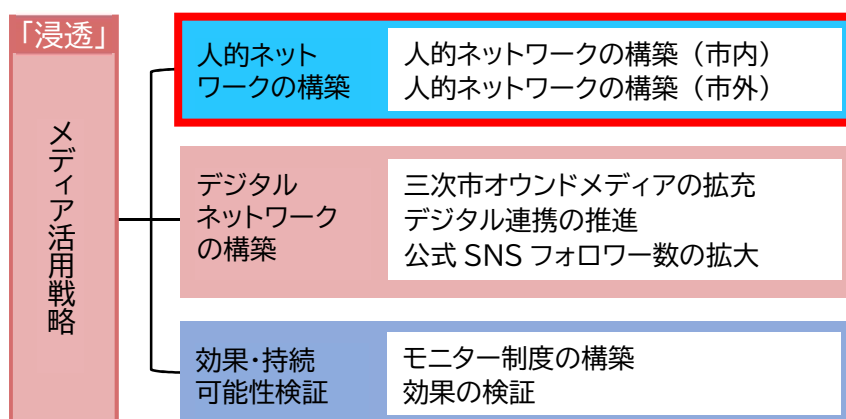 「浸透」
メディア活用戦略
人的ネット
ワークの構築
人的ネットワークの構築（市内）
人的ネットワークの構築（市外）
デジタル
ネットワーク
の構築
三次市オウンドメディアの拡充
デジタル連携の推進
公式 SNS フォロワー数の拡大
効果・持続
可能性検証
モニター制度の構築
効果の検証